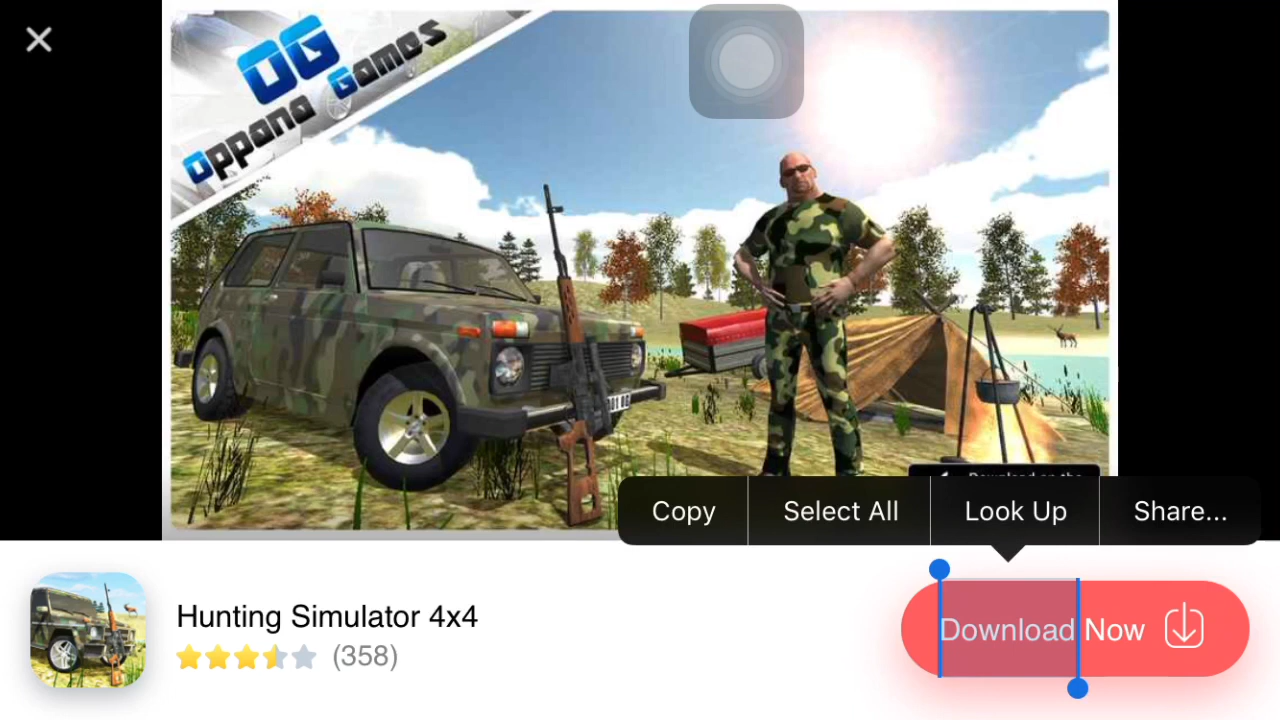 OG
Oppana Games
Copy
Select All
Look Up
Share...
Hunting Simulator 4x4
(358)
Download Now